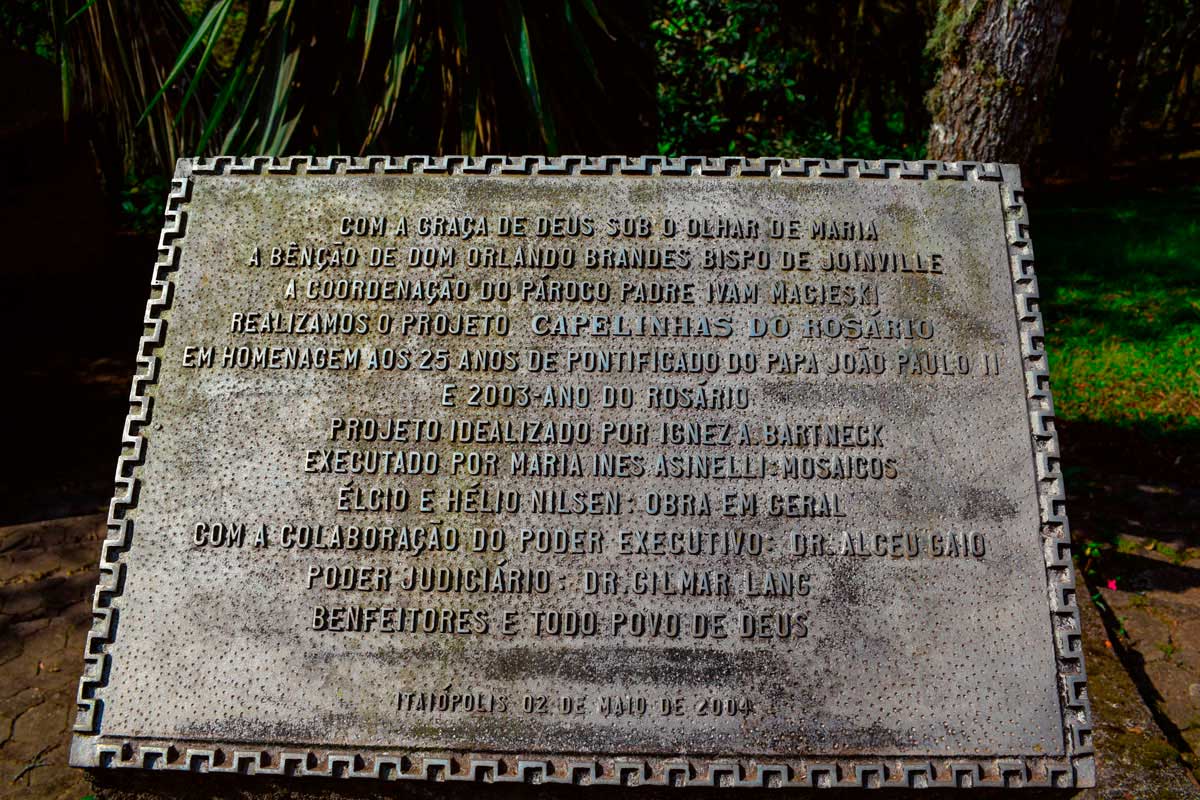 COM A GRAÇA DE DEUS SOB O OLHAR DE MARIA
A BÊNÇÃO DE DOM ORLANDO BRANDES BISPO DE JOINVILLE
A COORDENAÇÃO DO PÁROCO PADRE IVAM MACIESKI
REALIZAMOS O PROJETO CAPELINHAS DO ROSÁRIO
EM HOMENAGEM AOS 25 ANOS DE PONTIFICADO DO PAPA JOÃO PAULO II
E 2003-ANO DO ROSÁRIO
PROJETO IDEALIZADO POR IGNEZ A. BARTNECK
EXECUTADO POR MARIA INES ASINELLI: MOSAICOS
ÉLCIO E HÉLIO NILSEN: OBRA EM GERAL
COM A COLABORAÇÃO DO PODER EXECUTIVO: DR. ALCEU GAIO
PODER JUDICIÁRIO: DR. GILMAR LANG
BENFEITORES E TODO POVO DE DEUS
ITAIÓPOLIS 02 DE MAIO DE 2004